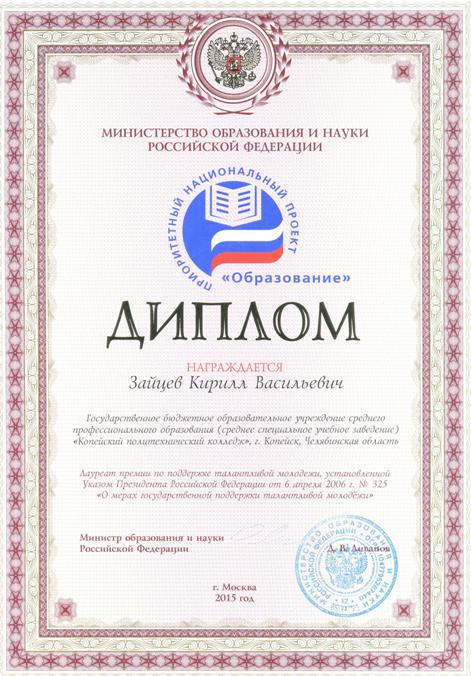 МИНИСТЕРСТВО ОБРАЗОВАНИЯ И НАУКИ
РОССИЙСКОЙ ФЕДЕРАЦИИ
ПРИОРИТЕТНЫЙ НАЦИОНАЛЬНЫЙ ПРОЕКТ
«Образование»
ДИПЛОМ
НАГРАЖДАЕТСЯ
Зайцев Кирилл Васильевич
Государственное бюджетное образовательное учреждение среднего
профессионального образования (среднее специальное учебное заведение)
«Копейский политехнический колледж», г. Копейск, Челябинская область
Лауреат премии по поддержке талантливой молодежи, установленной
Указом Президента Российской Федерации от 6 апреля 2006 г. № 325
«О мерах государственной поддержки талантливой молодёжи»
Министр образования и науки
Российской Федерации
Д. В. Ливанов
МИНИСТЕРСТВО ОБРАЗОВАНИЯ И НАУКИ
РОССИЙСКОЙ ФЕДЕРАЦИИ
г. Москва
2015 год